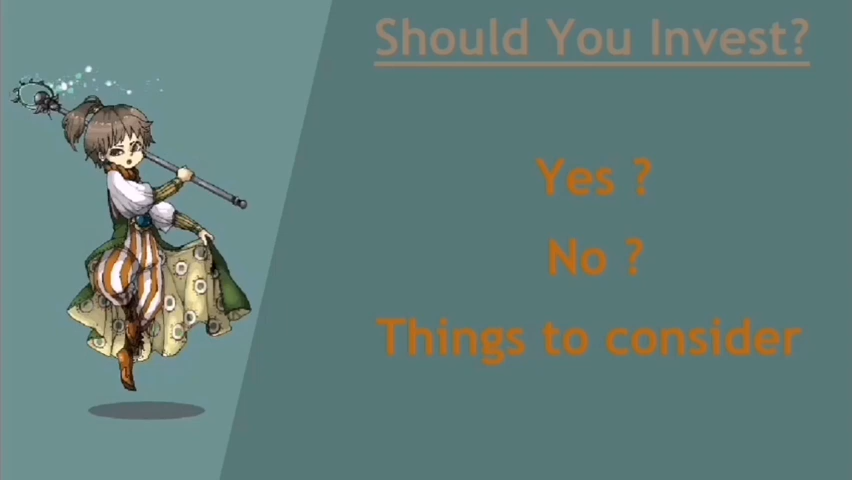 Should You Invest?
Yes ?
No ?
Things to consider